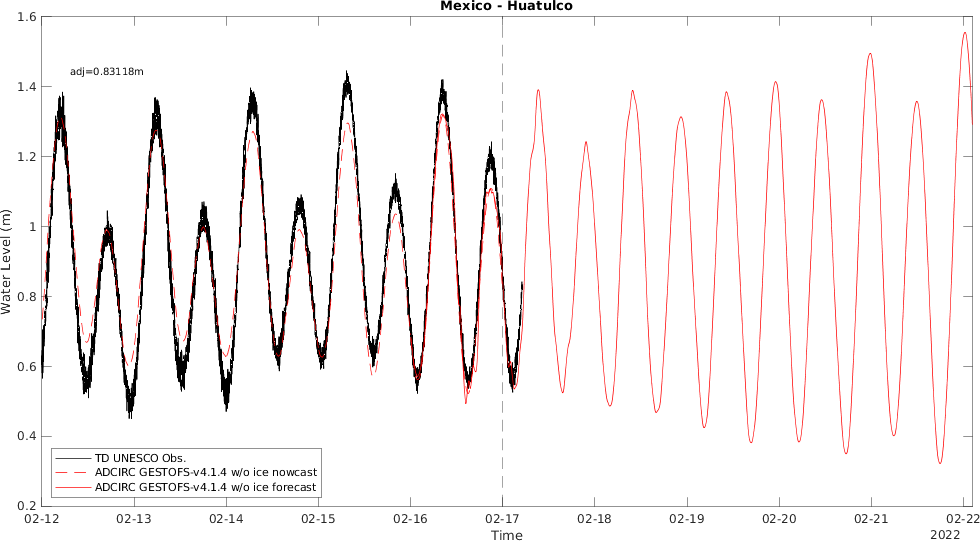 Mexico - Huatulco
1.6
1.4
1.2
1
0.8
0.6
0.4
0.2
Water Level (m)
adj=0.83118m
TD UNESCO Obs.
ADCIRC GESTOFS-v4.1.4 w/o ice nowcast
ADCIRC GESTOFS-v4.1.4 w/o ice forecast
02-12 02-13 02-14 02-15 02-16 02-17 02-18 02-19 02-20 02-21 02-22
Time
2022